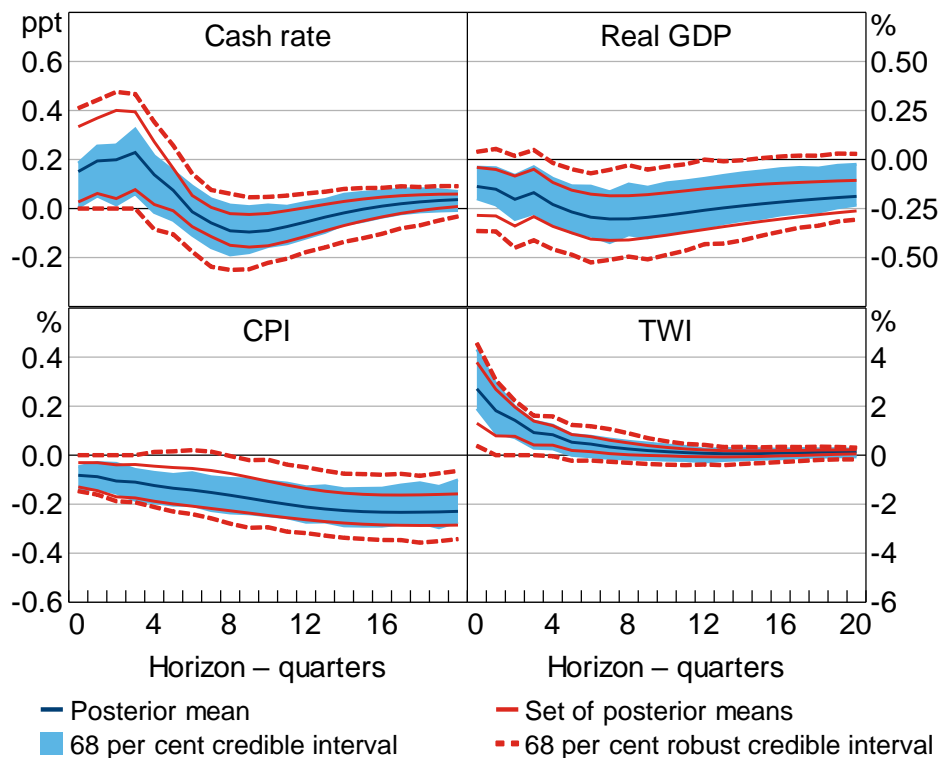 ppt
Cash rate
Real GDP
%
0.6
0.50
0.4
0.25
0.2
0.00
0.0
-0.25
-0.2
-0.50
%
CPI
TWI
%
0.4
4
0.2
2
0.0
0
-0.2
-2
-0.4
-4
-0.6
-6
0 4 8 12 16 0 4 8 12 16 20
Horizon – quarters
Horizon – quarters
Posterior mean
Set of posterior means
68 per cent credible interval
68 per cent robust credible interval